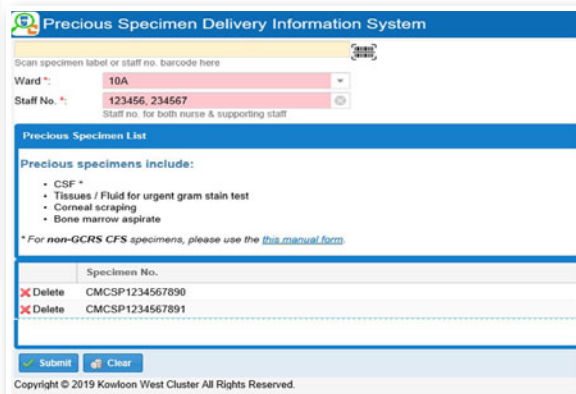 Precious Specimen Delivery Information System
Scan specimen label or staff no. barcode here
Ward *: 10A
Staff No. *: 123456, 234567
Staff no. for both nurse & supporting staff
Precious Specimen List
Precious specimens include:
• CSF *
• Tissues / Fluid for urgent gram stain test
• Corneal scraping
• Bone marrow aspirate
* For non-GCRS CFS specimens, please use the this manual form.
Specimen No.
Delete CMCSP1234567890
Delete CMCSP1234567891
Submit Clear
Copyright © 2019 Kowloon West Cluster All Rights Reserved.